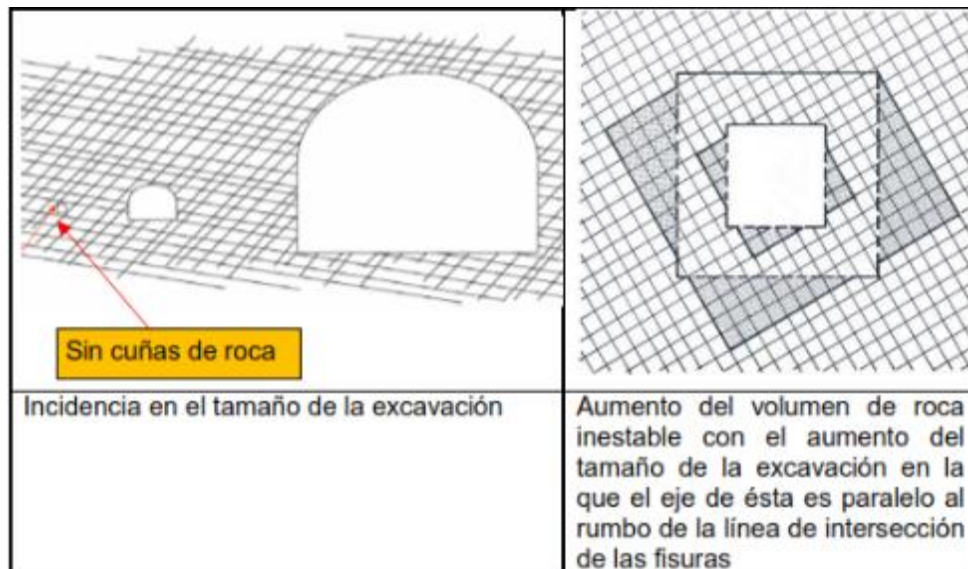 Sin cuñas de roca
Incidencia en el tamaño de la excavación
Aumento del volumen de roca
inestable con el aumento del
tamaño de la excavación en la
que el eje de ésta es paralelo al
rumbo de la línea de intersección
de las fisuras